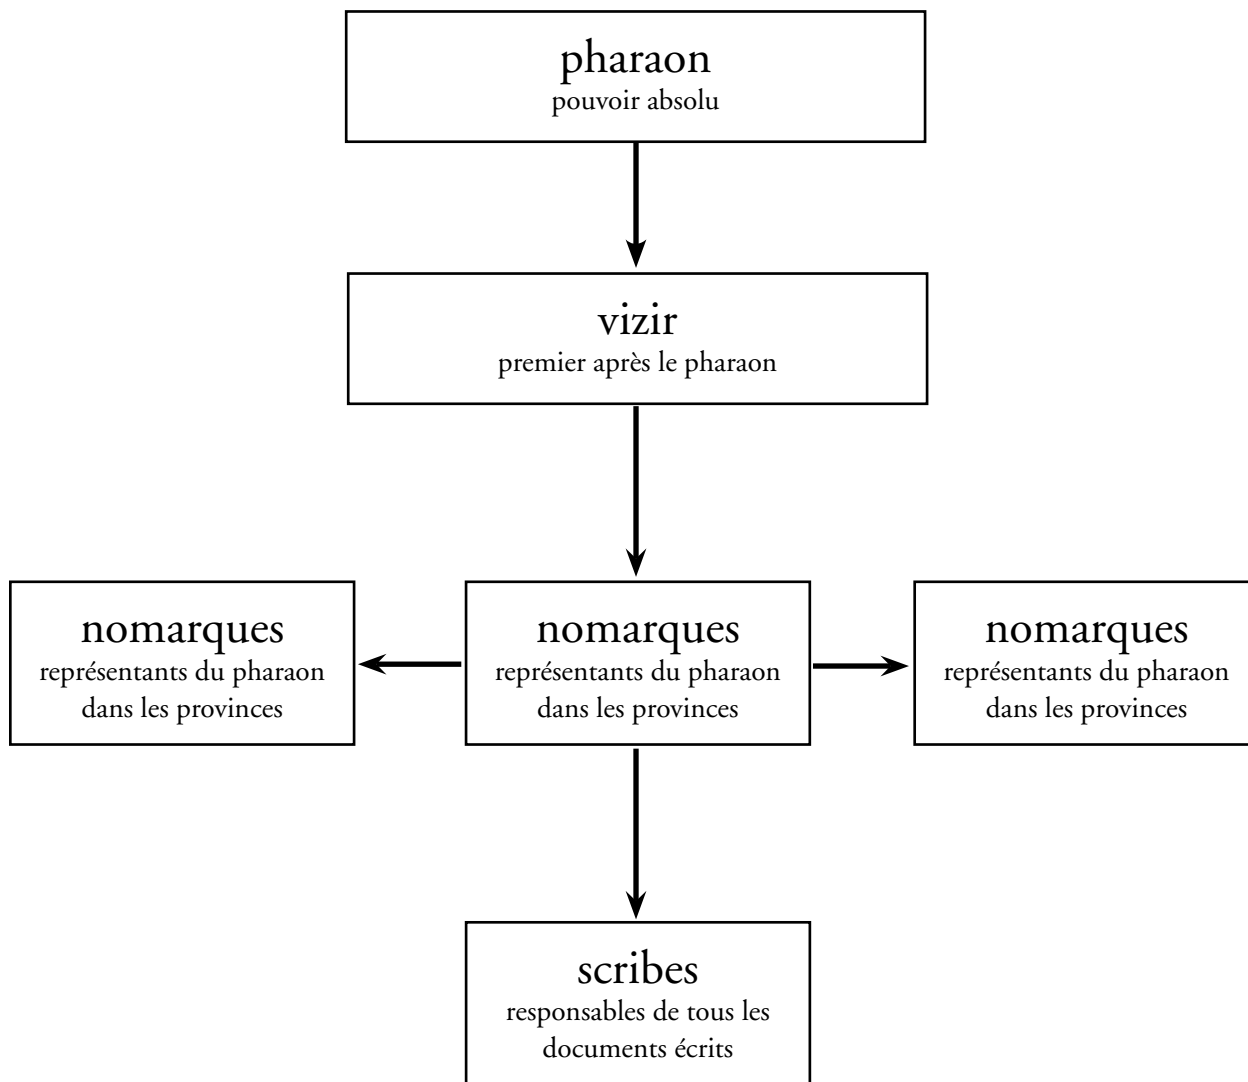 pharaon
pouvoir absolu
vizir
premier après le pharaon
nomarques
représentants du pharaon
dans les provinces
nomarques
représentants du pharaon
dans les provinces
nomarques
représentants du pharaon
dans les provinces
scribes
responsables de tous les
documents écrits